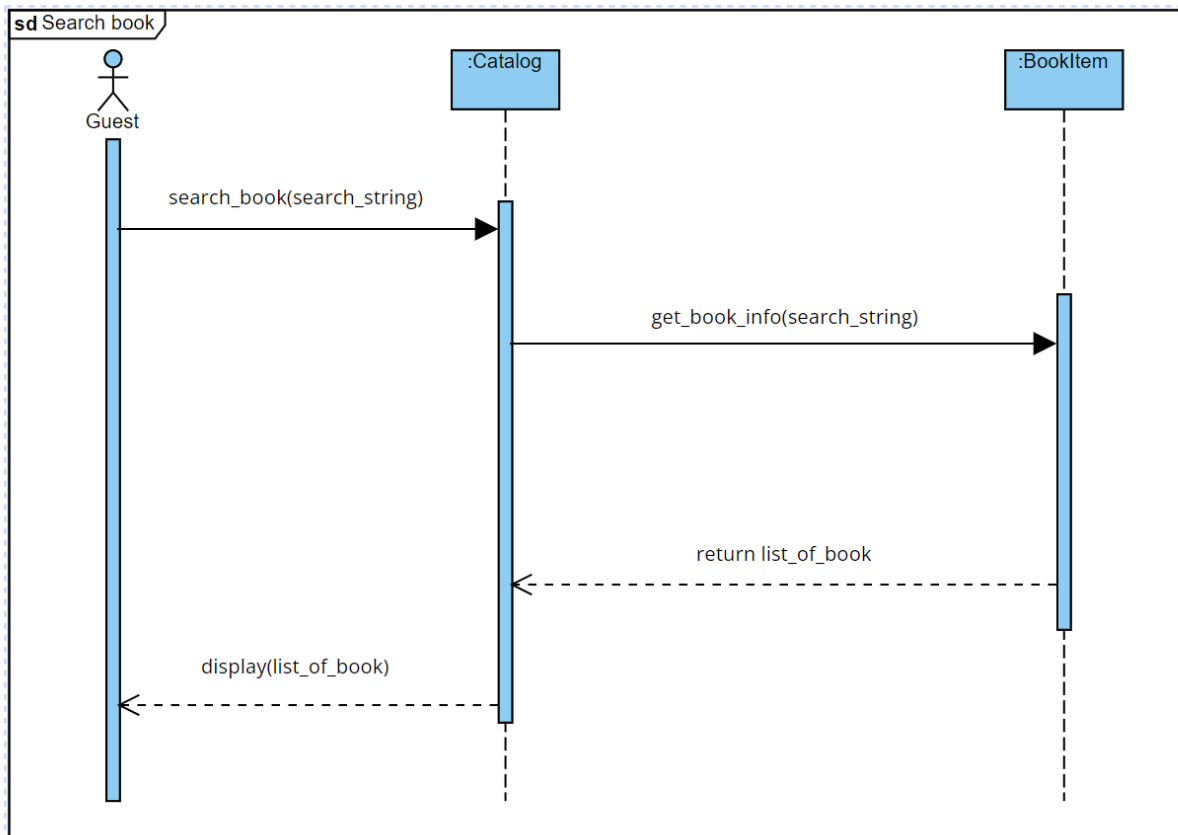 sd Search book
:Catalog
:BookItem
Guest
search_book(search_string)
get_book_info(search_string)
return list_of_book
display(list_of_book)